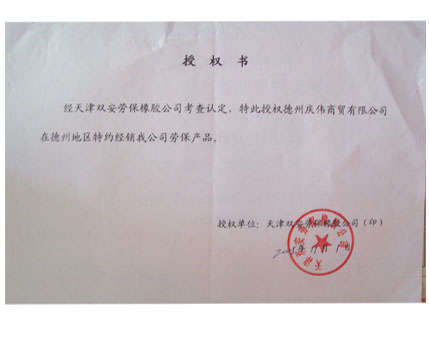 授 权 书
经天津双安劳保橡胶公司考查认定，特此授权德州庆伟商贸有限公司
在德州地区特约经销我公司劳保产品。
授权单位：天津双安劳保橡胶公司（印）